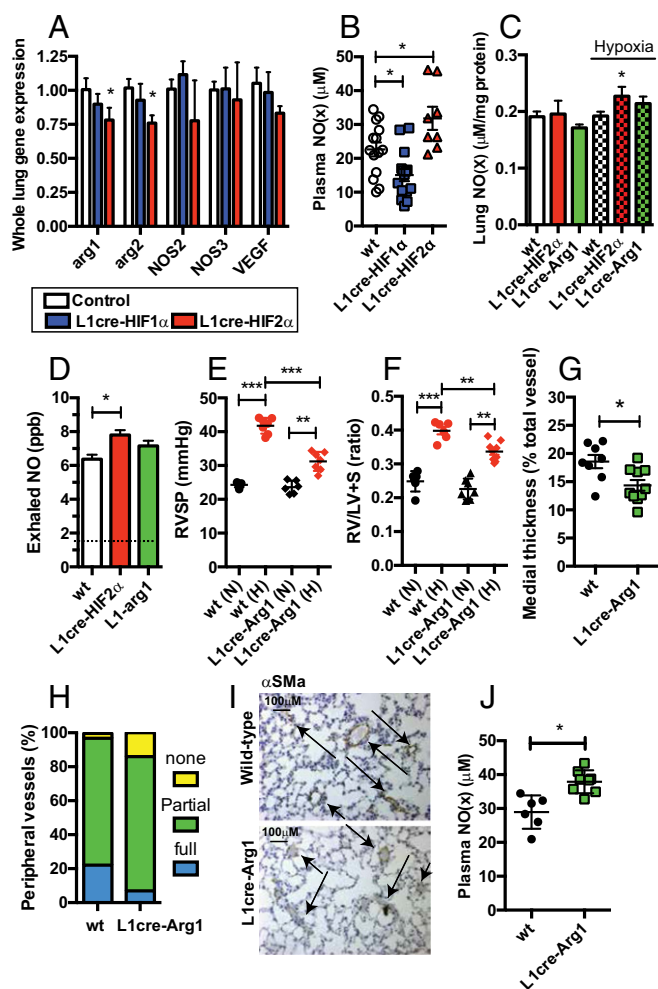 A
Whole lung gene expression
1.25
1.00
0.75
0.50
0.25
0.00
* *
arg1 arg2 NOS2 NOS3 VEGF
Control
L1cre-HIF1α L1cre-HIF2α
B
Plasma NO(x) (μM)
50
40
30
20
10
0
*
*
wt
L1cre-HIF1α
L1cre-HIF2α
C
Lung NO(x) (μM/mg protein)
0.3
0.2
0.1
0.0
Hypoxia
*
wt
L1cre-HIF2α
L1cre-Arg1
wt
L1cre-HIF2α
L1cre-Arg1
D
Exhaled NO (ppb)
10
8
6
4
2
0
*
wt
L1cre-HIF2α
L1-arg1
E
RVSP (mmHg)
60
40
20
0
***
***
**
wt (N)
wt (H)
L1cre-Arg1 (N)
L1cre-Arg1 (H)
F
RV/LV+S (ratio)
0.6
0.4
0.2
0.0
**
***
**
wt (N)
wt (H)
L1cre-Arg1 (N)
L1cre-Arg1 (H)
G
Medial thickness (% total vessel)
30
25
20
15
10
5
0
*
wt
L1cre-Arg1
H
Peripheral vessels (%)
100
80
60
40
20
0
none
Partial
full
wt L1cre-Arg1
I
αSMa
100μM
Wild-type
100μM
L1cre-Arg1
J
Plasma NO(x) (μM)
50
40
30
20
10
0
*
wt
L1cre-Arg1